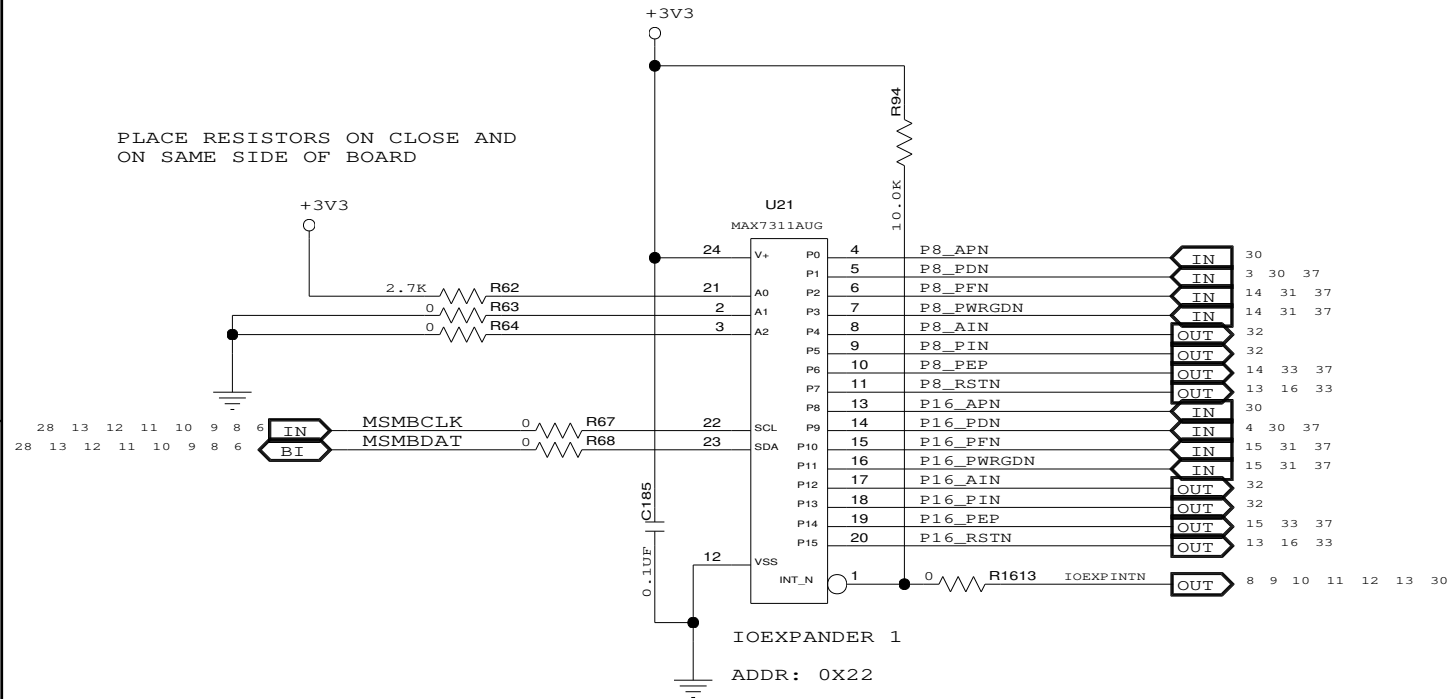 +3V3
PLACE RESISTORS ON CLOSE AND
ON SAME SIDE OF BOARD
R94
10.0K
+3V3
U21
MAX7311AUG
24 V+ P0 4 P8_APN IN 30
P1 5 P8_PDN IN 3 30 37
2.7K R62 21 A0 P2 6 P8_PFN IN 14 31 37
0 R63 2 A1 P3 7 P8_PWRGDN IN 14 31 37
0 R64 3 A2 P4 8 P8_AIN OUT 32
P5 9 P8_PIN OUT 32
P6 10 P8_PEP OUT 14 33 37
P7 11 P8_RSTN OUT 13 16 33
P8 13 P16_APN IN 30
28 13 12 11 10 9 8 6 IN MSMBCLK 0 R67 22 SCL P9 14 P16_PDN IN 4 30 37
28 13 12 11 10 9 8 6 BI MSMBDAT 0 R68 23 SDA P10 15 P16_PFN IN 15 31 37
P11 16 P16_PWRGDN IN 15 31 37
P12 17 P16_AIN OUT 32
P13 18 P16_PIN OUT 32
C185 P14 19 P16_PEP OUT 15 33 37
P15 20 P16_RSTN OUT 13 16 33
0.1UF 12 VSS
INT_N 1 0 R1613 IOEXPINTN OUT 8 9 10 11 12 13 30
IOEXPANDER 1
ADDR: 0X22